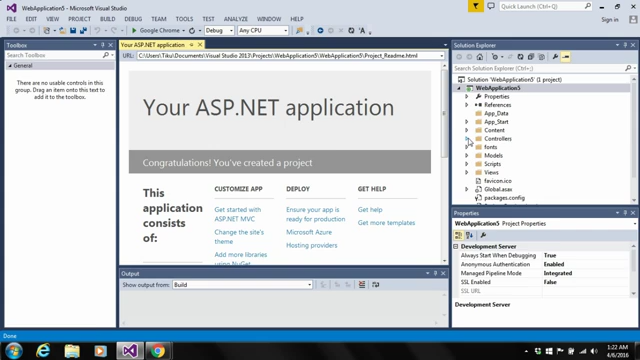 WebApplication5 - Microsoft Visual Studio
Quick Launch (Ctrl+Q)
FILE EDIT VIEW PROJECT BUILD DEBUG TEAM TOOLS TEST ANALYZE WINDOW HELP
Sign in
Google Chrome
Debug
Any CPU
Toolbox
Search Toolbox
General
There are no usable controls in this group. Drag an item onto this text to add it to the toolbox.
Your ASP.NET application
URL: C:\Users\Tiku\Documents\Visual Studio 2013\Projects\WebApplication5\WebApplication5\Project_Readme.html
Your ASP.NET application
Congratulations! You've created a project
This
application
consists
of:
CUSTOMIZE APP
Get started with
ASP.NET MVC
Change the site's
theme
Add more libraries
using NuGet
DEPLOY
Ensure your app is
ready for production
Microsoft Azure
Hosting providers
GET HELP
Get help
Get more templates
Output
Show output from: Build
Solution Explorer
Search Solution Explorer (Ctrl+;)
Solution 'WebApplication5' (1 project)
WebApplication5
Properties
References
App_Data
App_Start
Content
Controllers
fonts
Models
Scripts
Views
favicon.ico
Global.asax
packages.config
Properties
WebApplication5 Project Properties
Development Server
Always Start When Debugging True
Anonymous Authentication Enabled
Managed Pipeline Mode Integrated
SSL Enabled False
SSL URL
Development Server
Done
1:22 AM
4/6/2016